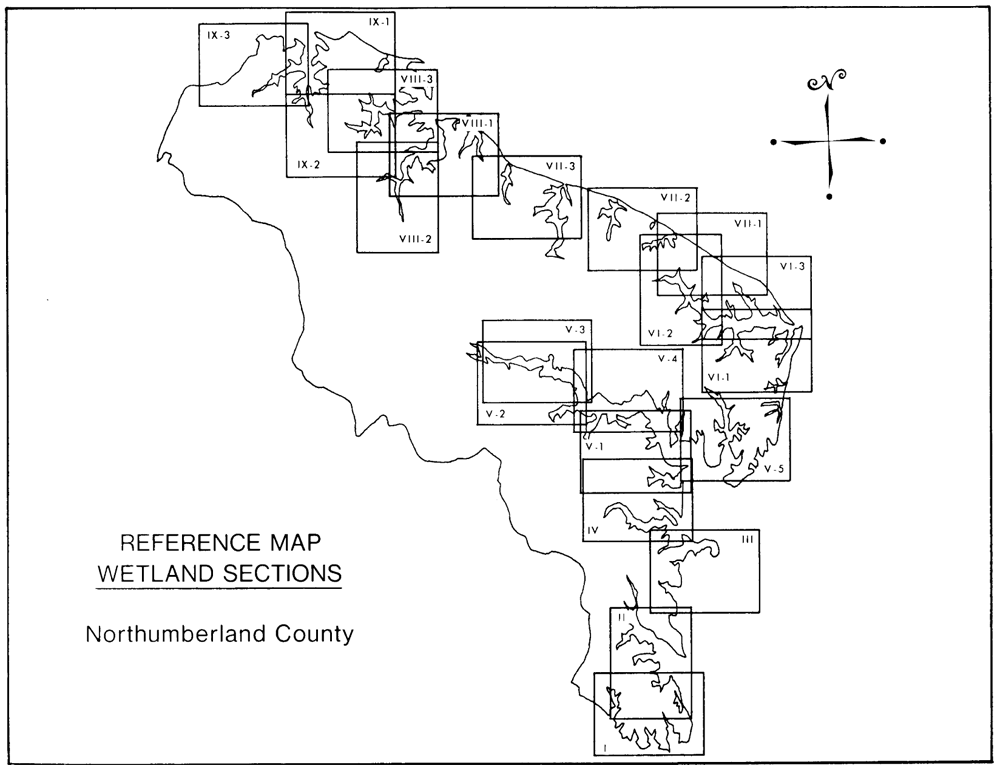 IX-1
IX-3
VIII-3
VIII-1
IX-2
VII-3
VII-2
VII-1
VIII-2
VI-3
V-3
VI-2
V-4
VI-1
V-2
V-1
V-5
IV
III
REFERENCE MAP
WETLAND SECTIONS
Northumberland County
II
I
N